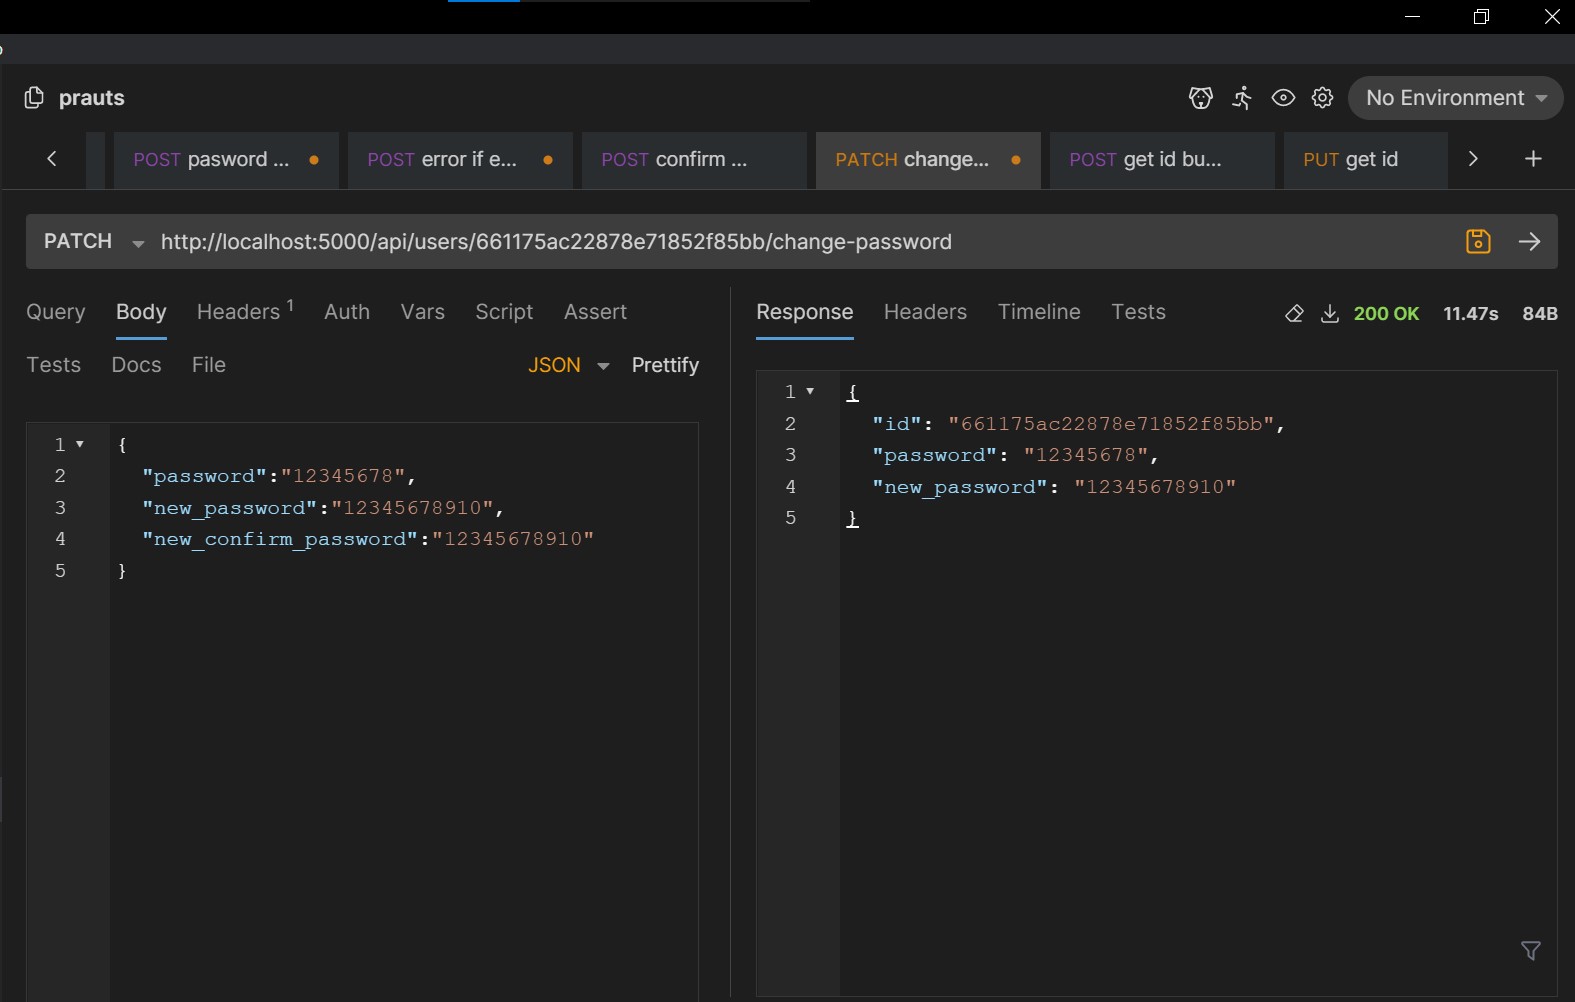 prauts
No Environment
POST pasword ...
POST error if e...
POST confirm ...
PATCH change...
POST get id bu...
PUT get id
PATCH http://localhost:5000/api/users/661175ac22878e71852f85bb/change-password
Query Body Headers 1 Auth Vars Script Assert
Tests Docs File JSON Prettify
1 {
2 "password":"12345678",
3 "new_password":"12345678910",
4 "new_confirm_password":"12345678910"
5 }
Response Headers Timeline Tests 200 OK 11.47s 84B
1 {
2 "id": "661175ac22878e71852f85bb",
3 "password": "12345678",
4 "new_password": "12345678910"
5 }